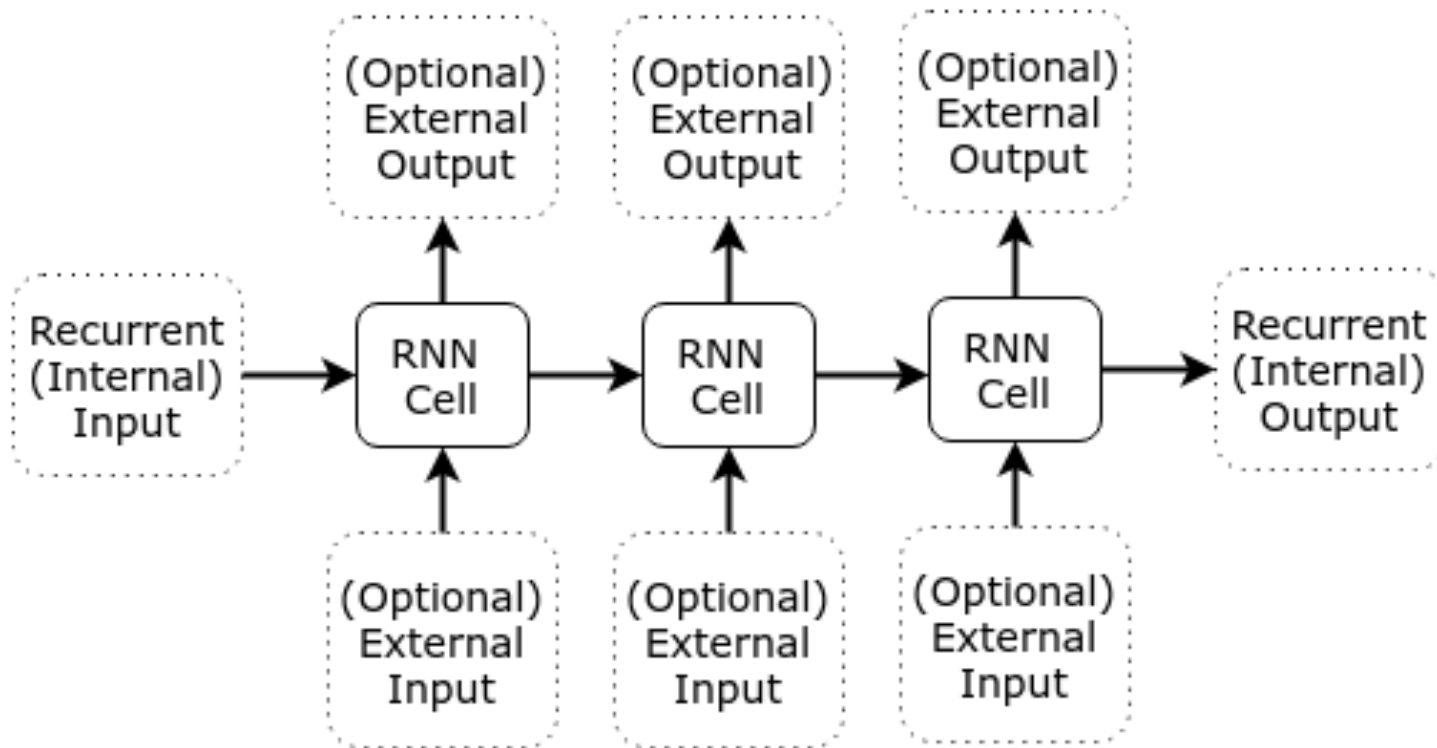 (Optional)
External
Output
(Optional)
External
Output
(Optional)
External
Output
Recurrent
(Internal)
Input
RNN
Cell
RNN
Cell
RNN
Cell
Recurrent
(Internal)
Output
(Optional)
External
Input
(Optional)
External
Input
(Optional)
External
Input